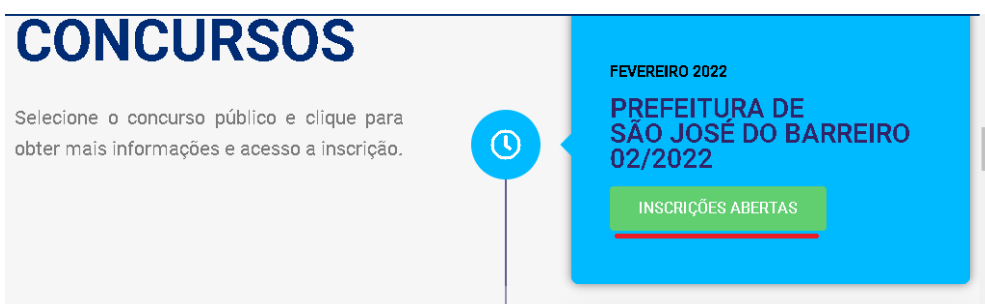 CONCURSOS
Selecione o concurso público e clique para
obter mais informações e acesso a inscrição.
FEVEREIRO 2022
PREFEITURA DE
SÃO JOSÉ DO BARREIRO
02/2022
INSCRIÇÕES ABERTAS